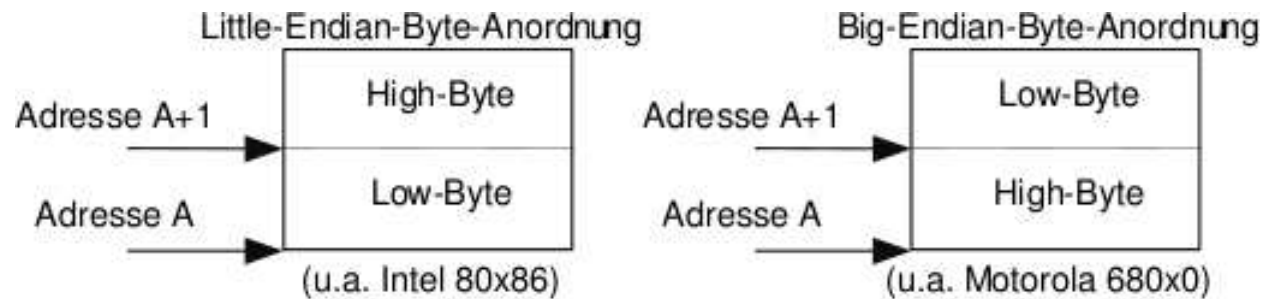 Little-Endian-Byte-Anordnung
High-Byte
Adresse A+1
Low-Byte
Adresse A
(u.a. Intel 80x86)
Big-Endian-Byte-Anordnung
Low-Byte
Adresse A+1
High-Byte
Adresse A
(u.a. Motorola 680x0)